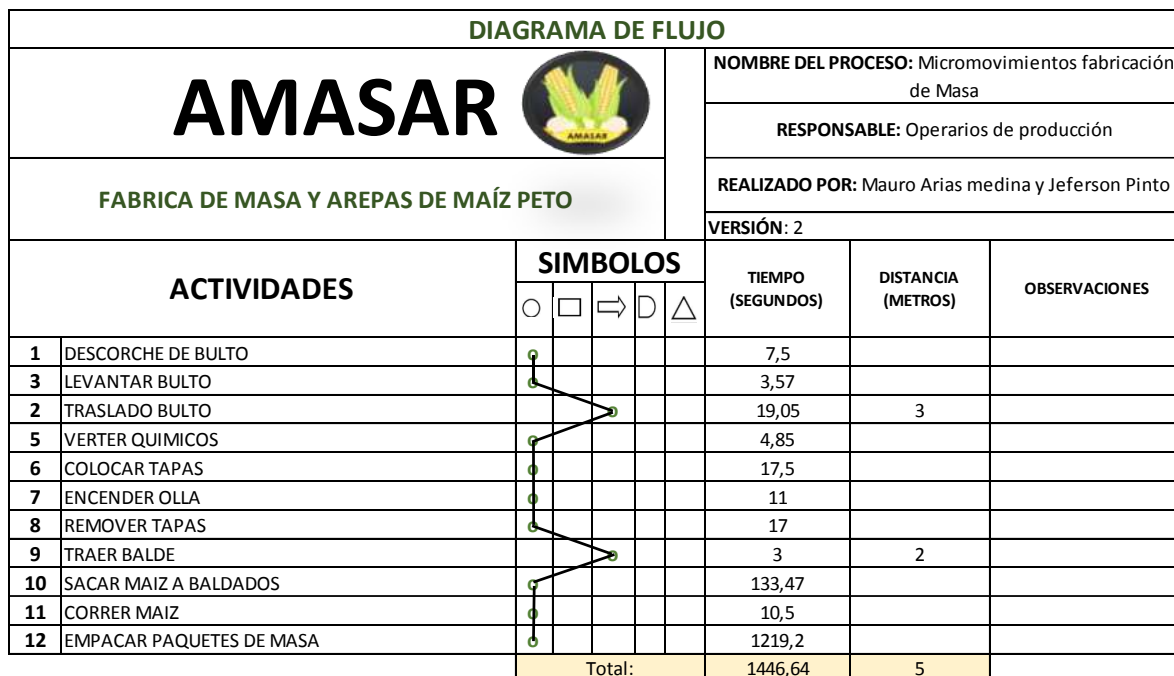 DIAGRAMA DE FLUJO
AMASAR
AMASAR
FABRICA DE MASA Y AREPAS DE MAÍZ PETO
NOMBRE DEL PROCESO: Micromovimientos fabricación
de Masa
RESPONSABLE: Operarios de producción
REALIZADO POR: Mauro Arias medina y Jeferson Pinto
VERSIÓN: 2
ACTIVIDADES
SIMBOLOS
TIEMPO
(SEGUNDOS)
DISTANCIA
(METROS)
OBSERVACIONES
1 DESCORCHE DE BULTO 7,5
3 LEVANTAR BULTO 3,57
2 TRASLADO BULTO 19,05 3
5 VERTER QUIMICOS 4,85
6 COLOCAR TAPAS 17,5
7 ENCENDER OLLA 11
8 REMOVER TAPAS 17
9 TRAER BALDE 3 2
10 SACAR MAIZ A BALDADOS 133,47
11 CORRER MAIZ 10,5
12 EMPACAR PAQUETES DE MASA 1219,2
Total: 1446,64 5